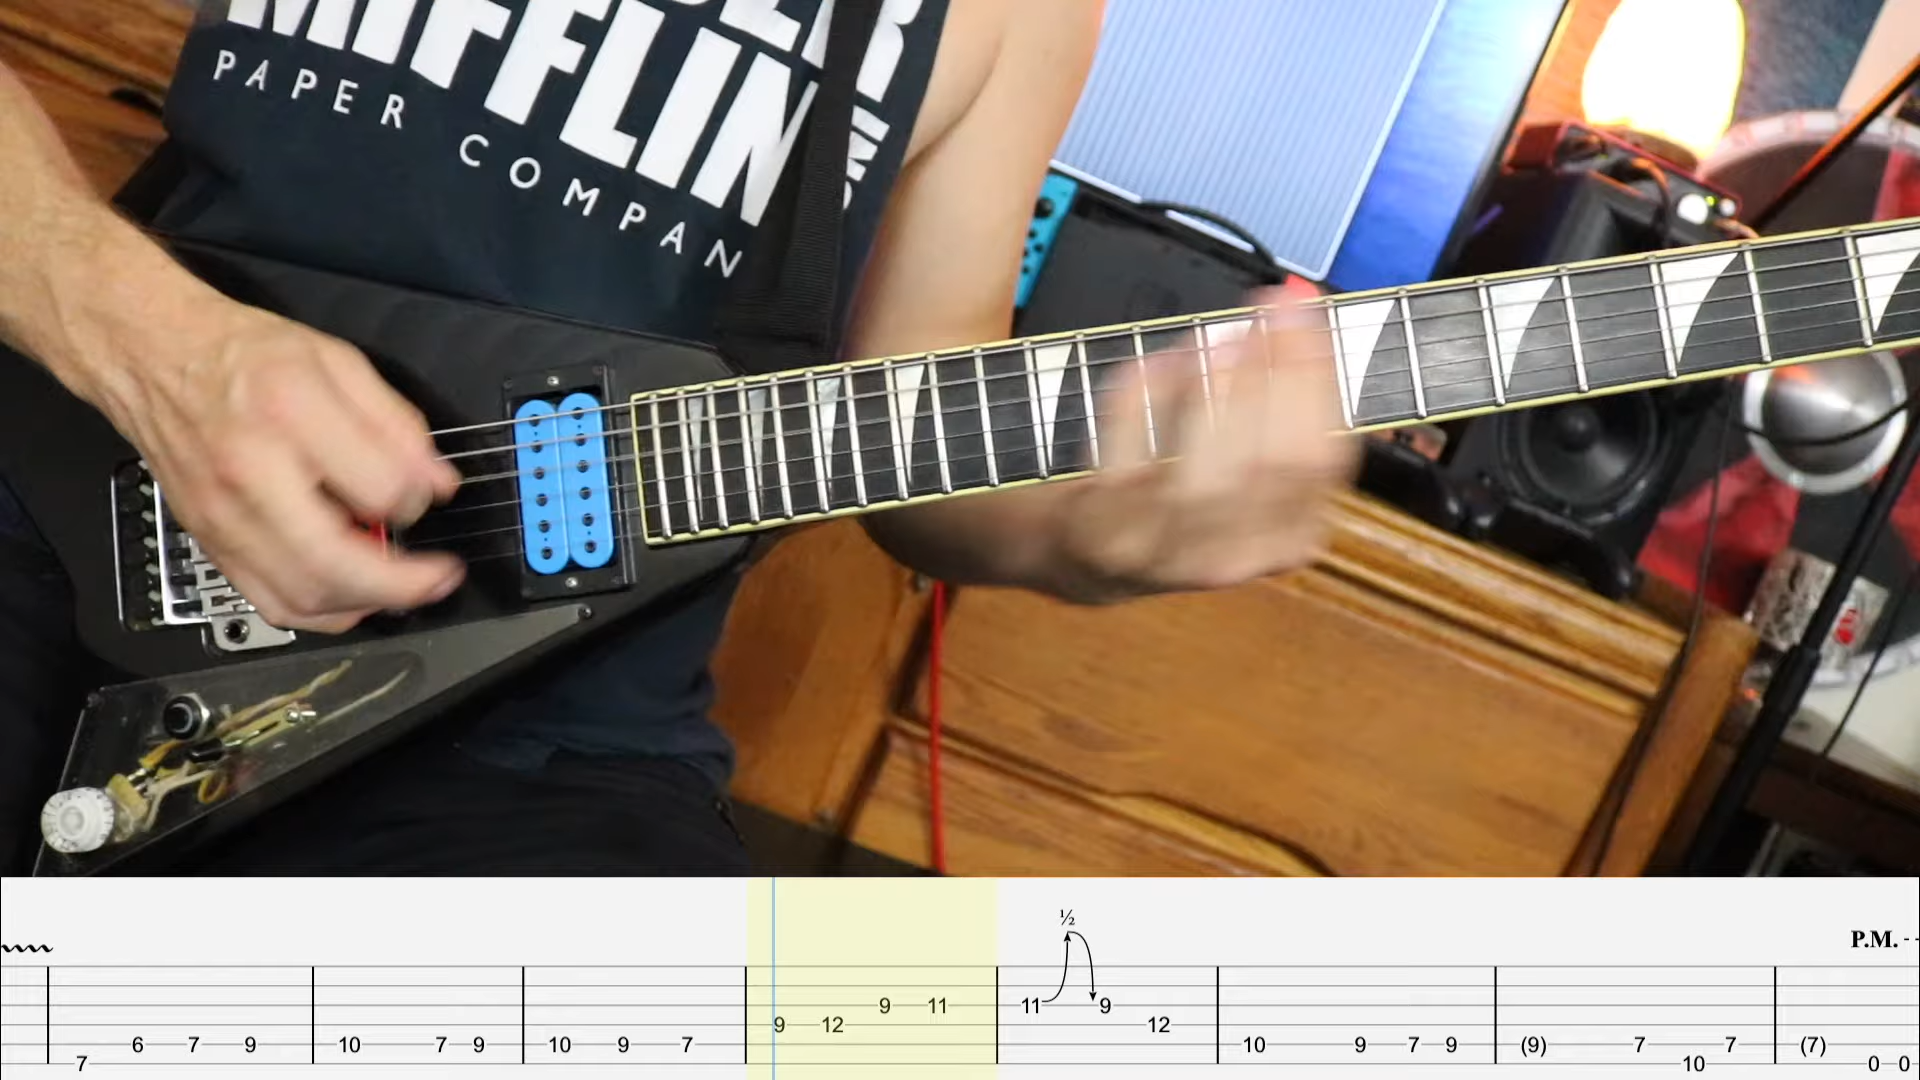 MIFFLIN
PAPER COMPAN
½
P.M.
9 11 11 9
9 12 12
6 7 9 10 7 9 10 9 7 10 9 7 9 (9) 7 7 (7)
7 10 0 0